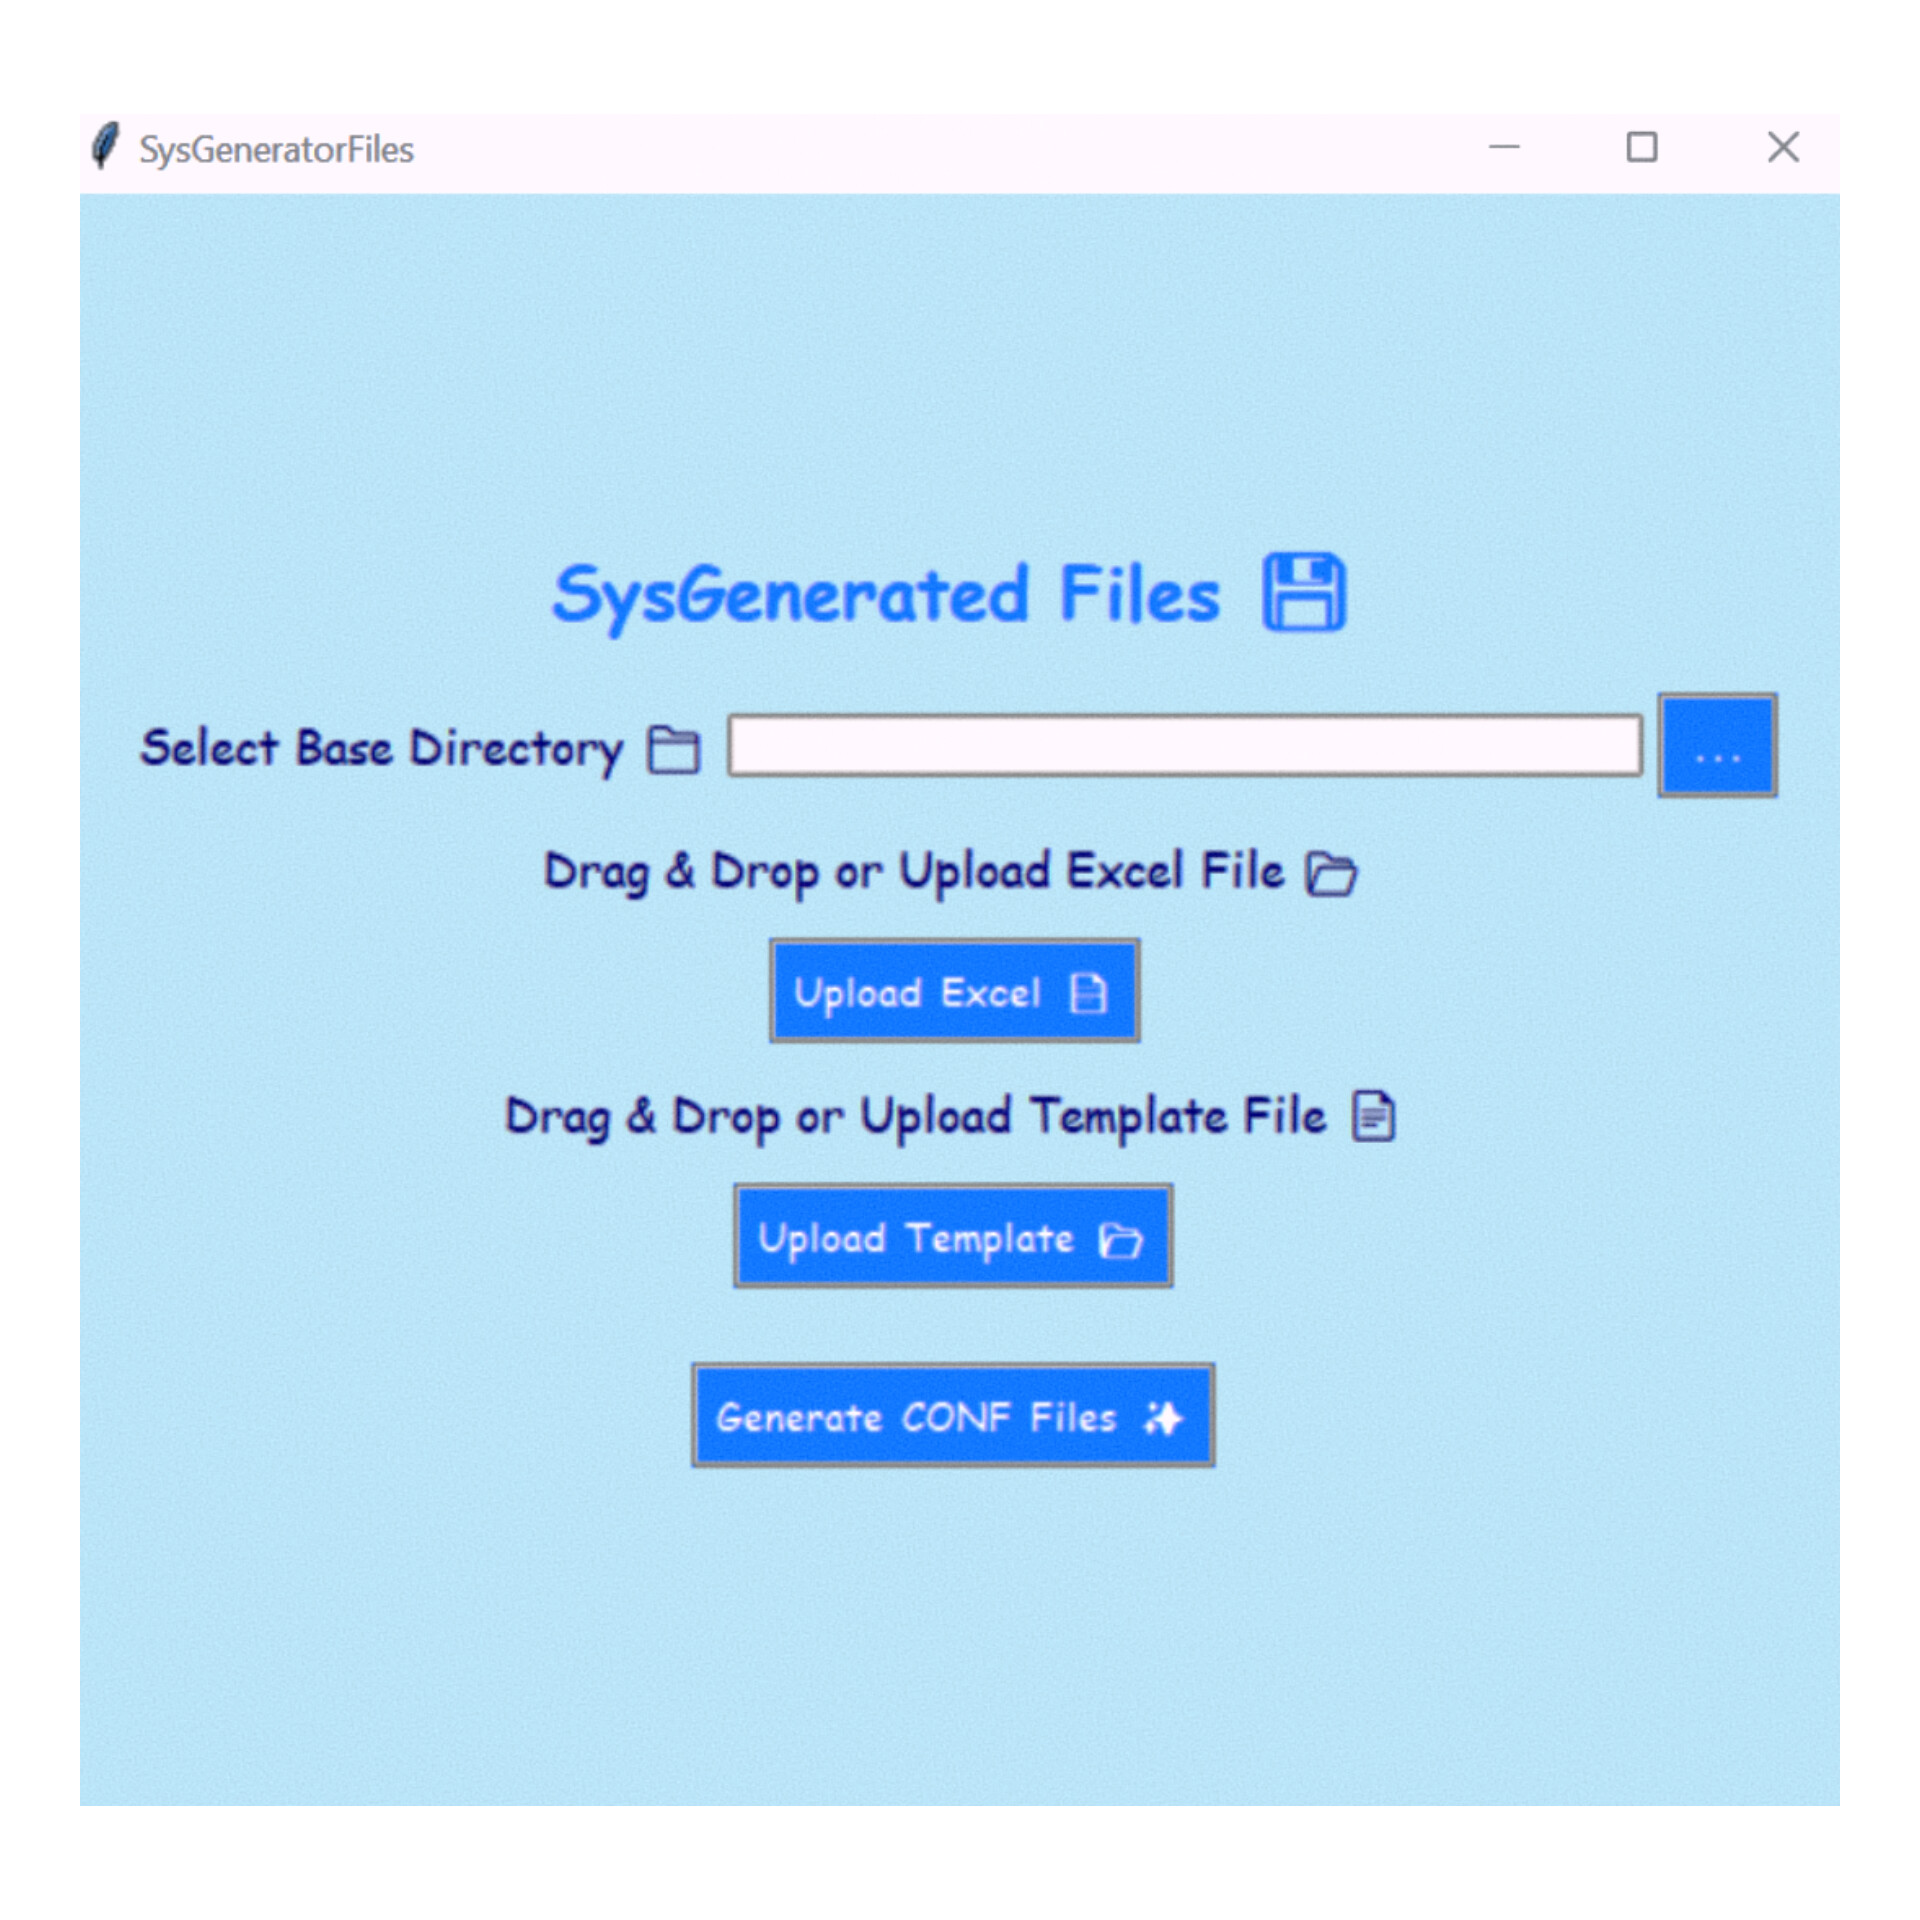 SysGeneratorFiles
SysGenerated Files
Select Base Directory
...
Drag & Drop or Upload Excel File
Upload Excel
Drag & Drop or Upload Template File
Upload Template
Generate CONF Files